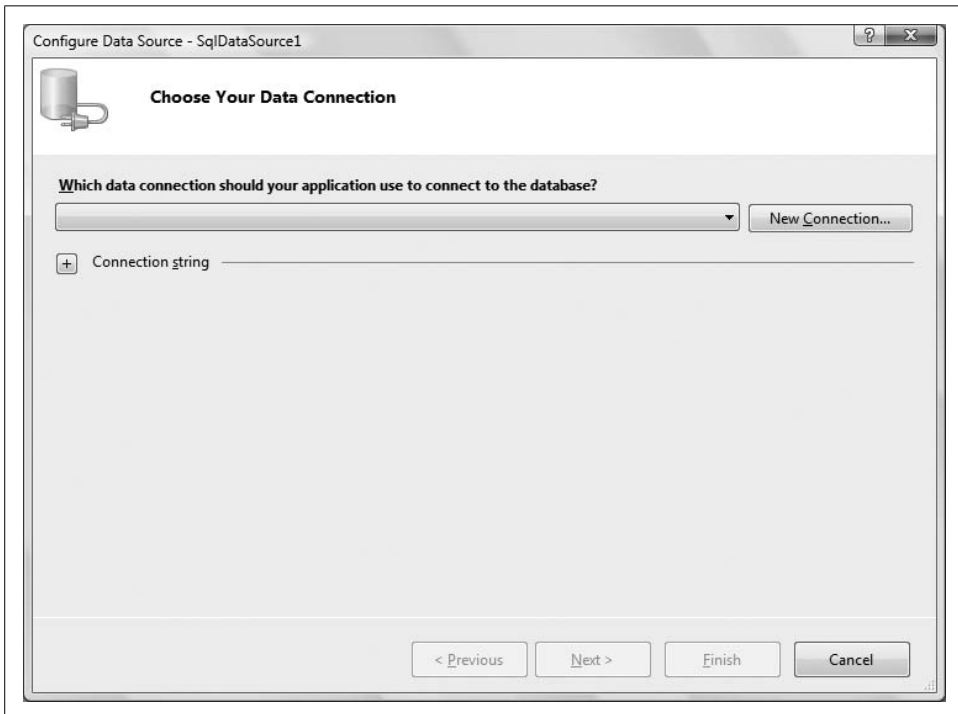 Configure Data Source - SqlDataSource1
Choose Your Data Connection
Which data connection should your application use to connect to the database?
New Connection...
+ Connection string
< Previous Next > Finish Cancel